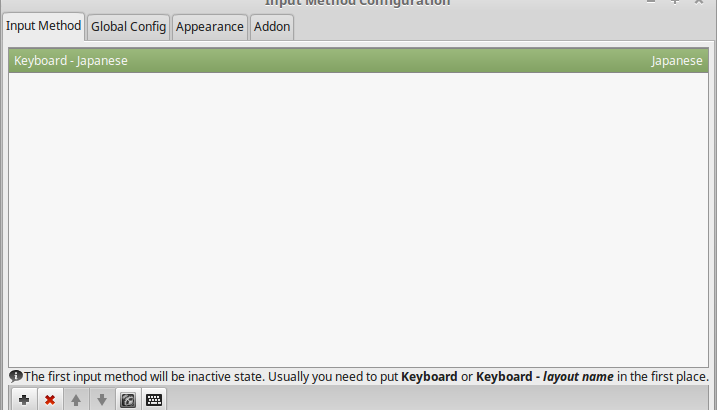 Input Method Configuration
Input Method Global Config Appearance Addon
Keyboard - Japanese Japanese
The first input method will be inactive state. Usually you need to put Keyboard or Keyboard - layout name in the first place.